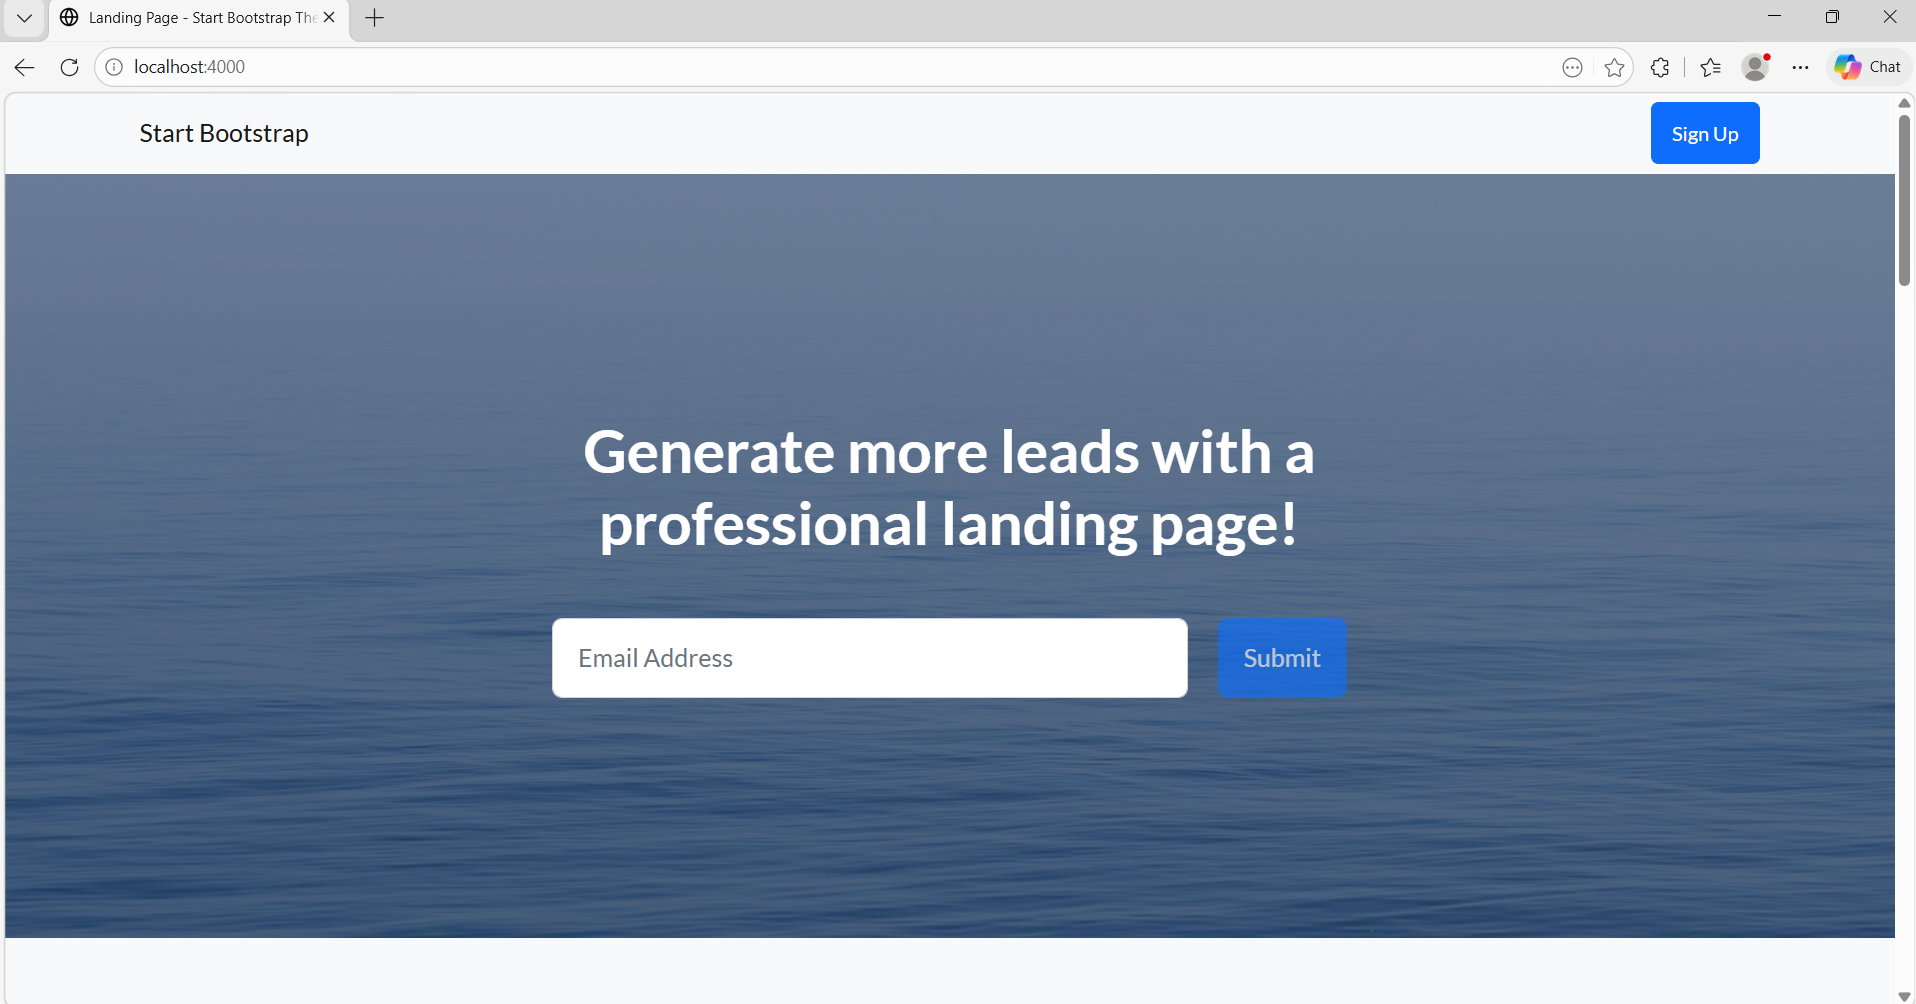 Landing Page - Start Bootstrap The
localhost:4000
Chat
Start Bootstrap
Sign Up
Generate more leads with a
professional landing page!
Email Address
Submit